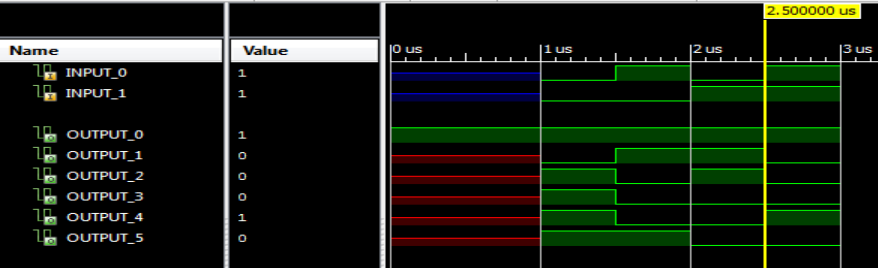 2.500000 us
Name Value 0 us 1 us 2 us 3 us
INPUT_0 1
INPUT_1 1
OUTPUT_0 1
OUTPUT_1 0
OUTPUT_2 0
OUTPUT_3 0
OUTPUT_4 1
OUTPUT_5 0